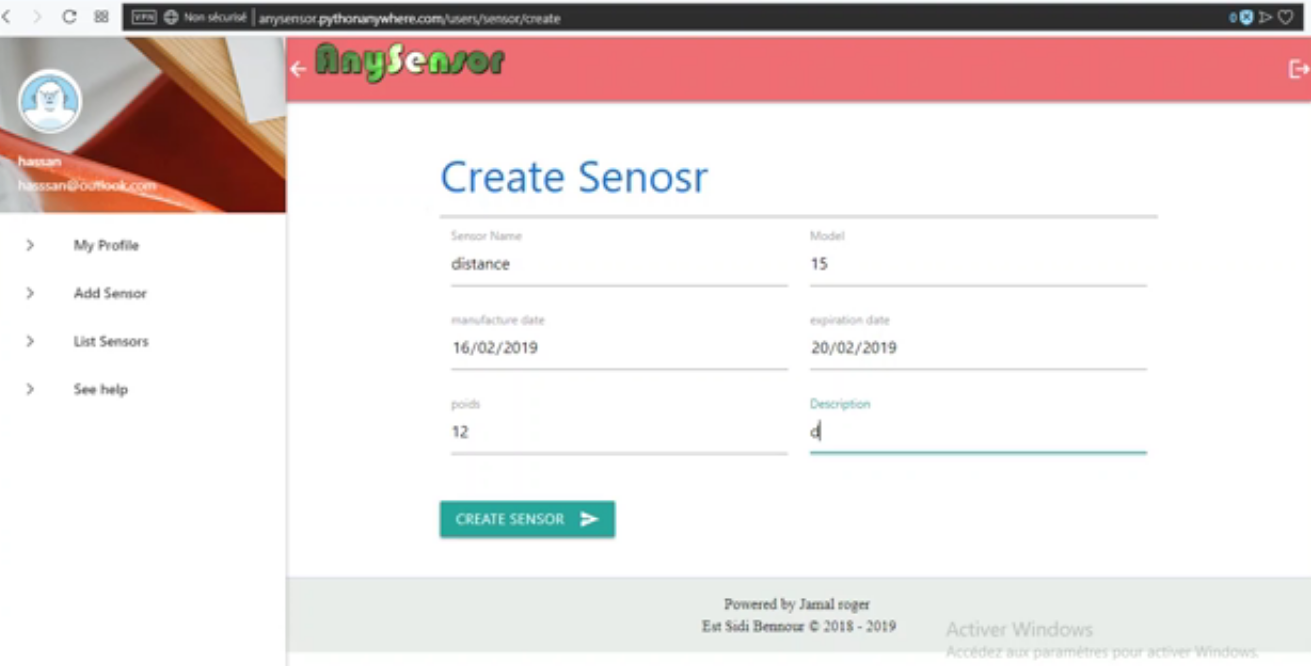 VPN Non sécurisé anysensor.pythonanywhere.com/users/sensor/create 0
AnySensor
hassan
hasssan@outlook.com
My Profile
Add Sensor
List Sensors
See help
Create Senosr
Sensor Name Model
distance 15
manufacture date expiration date
16/02/2019 20/02/2019
poids Description
12 d
CREATE SENSOR
Powered by Jamal roger
Est Sidi Bennour © 2018 - 2019
Activer Windows
Accédez aux paramètres pour activer Windows.